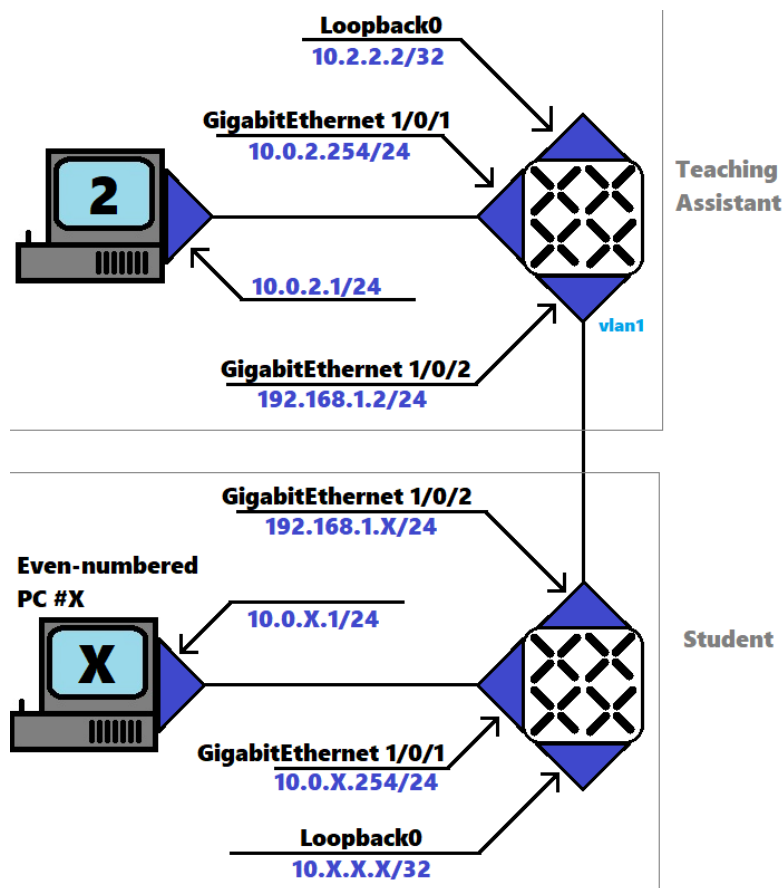 Loopback0
10.2.2.2/32
GigabitEthernet 1/0/1
10.0.2.254/24
Teaching
Assistant
2
10.0.2.1/24
vlan1
GigabitEthernet 1/0/2
192.168.1.2/24
GigabitEthernet 1/0/2
192.168.1.X/24
Even-numbered
PC #X
10.0.X.1/24
X
Student
GigabitEthernet 1/0/1
10.0.X.254/24
Loopback0
10.X.X.X/32